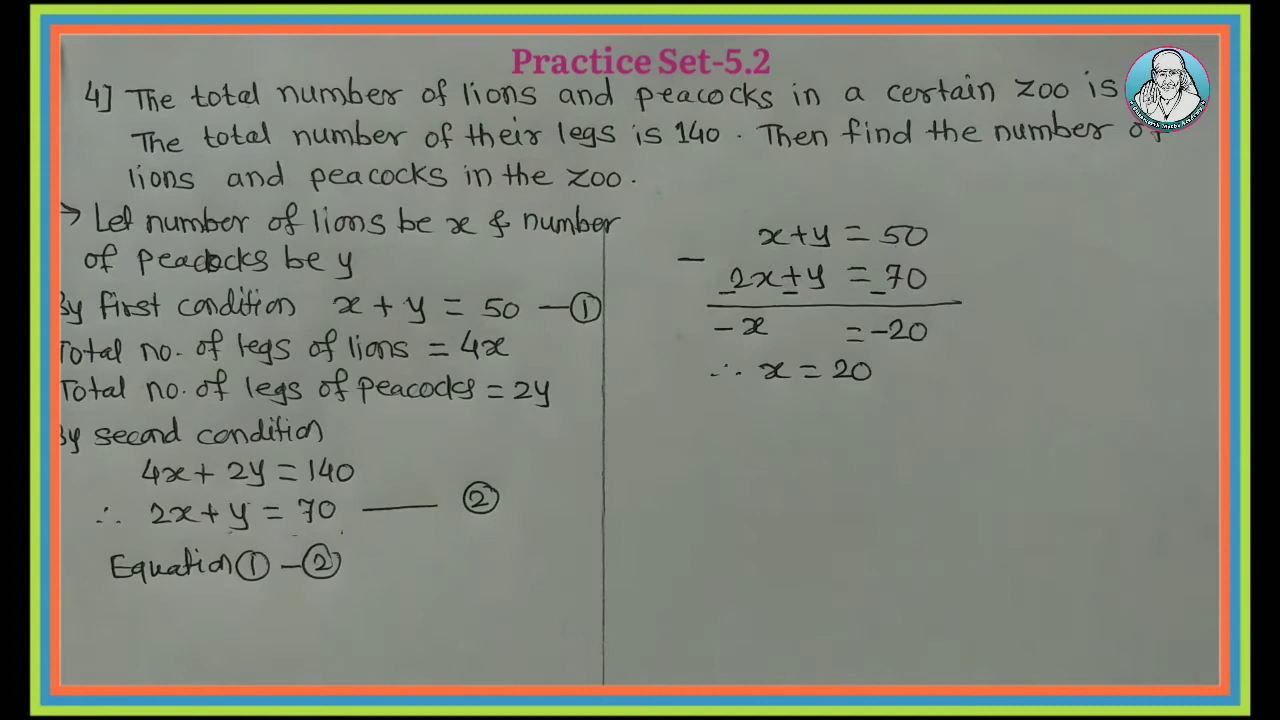 Practice Set-5.2
4] The total number of lions and peacocks in a certain zoo is
The total number of their legs is 140. Then find the number of
lions and peacocks in the zoo.
→ Let number of lions be x & number
of peacocks be y
By first condition x + y = 50 — ①
Total no. of legs of lions = 4x
Total no. of legs of peacocks = 2y
By second condition
4x + 2y = 140
∴ 2x + y = 70 —— ②
Equation ① – ②
x + y = 50
– 2x + y = 70
– – –
– x = –20
∴ x = 20